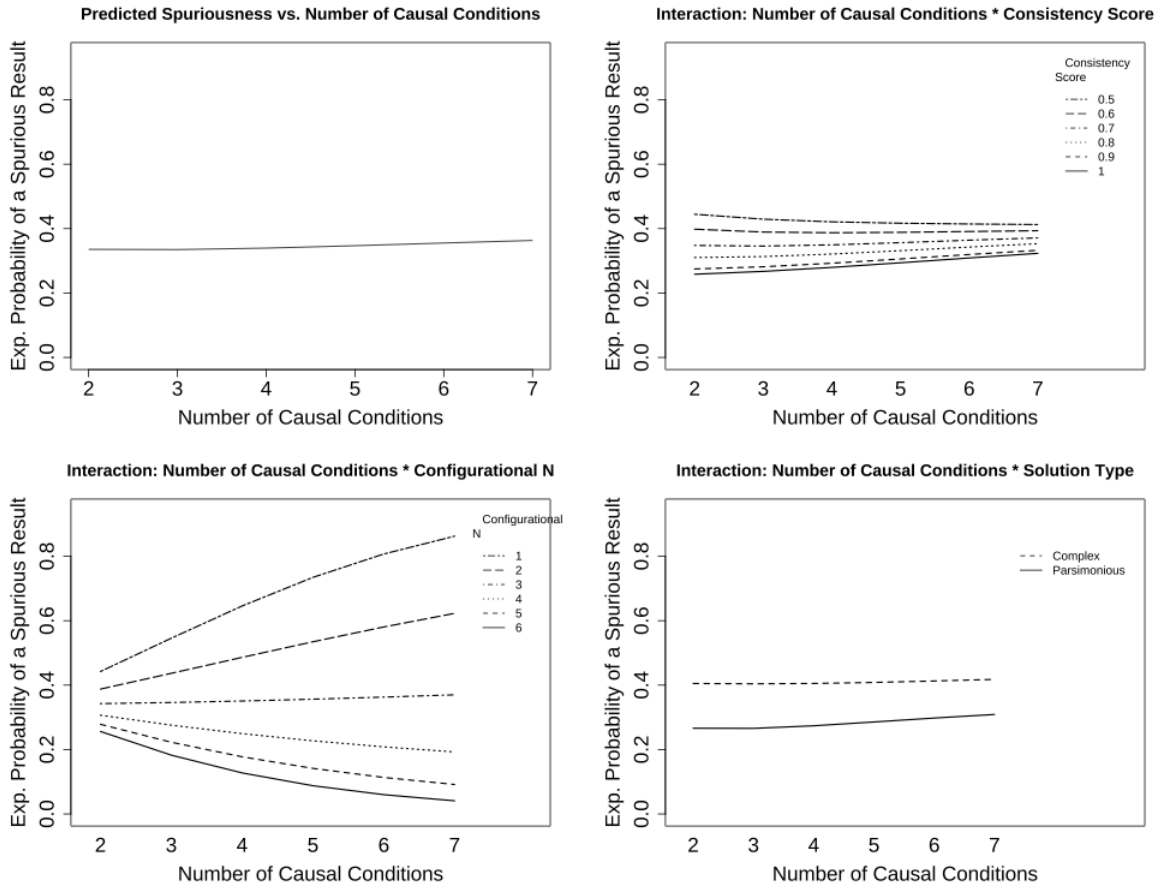 Predicted Spuriousness vs. Number of Causal Conditions
Exp. Probability of a Spurious Result
0.8
0.6
0.4
0.2
0.0
2 3 4 5 6 7
Number of Causal Conditions
Interaction: Number of Causal Conditions * Consistency Score
Exp. Probability of a Spurious Result
0.8
0.6
0.4
0.2
0.0
Consistency
Score
0.5
0.6
0.7
0.8
0.9
1
2 3 4 5 6 7
Number of Causal Conditions
Interaction: Number of Causal Conditions * Configurational N
Exp. Probability of a Spurious Result
0.8
0.6
0.4
0.2
0.0
Configurational
N
1
2
3
4
5
6
2 3 4 5 6 7
Number of Causal Conditions
Interaction: Number of Causal Conditions * Solution Type
Exp. Probability of a Spurious Result
0.8
0.6
0.4
0.2
0.0
Complex
Parsimonious
2 3 4 5 6 7
Number of Causal Conditions